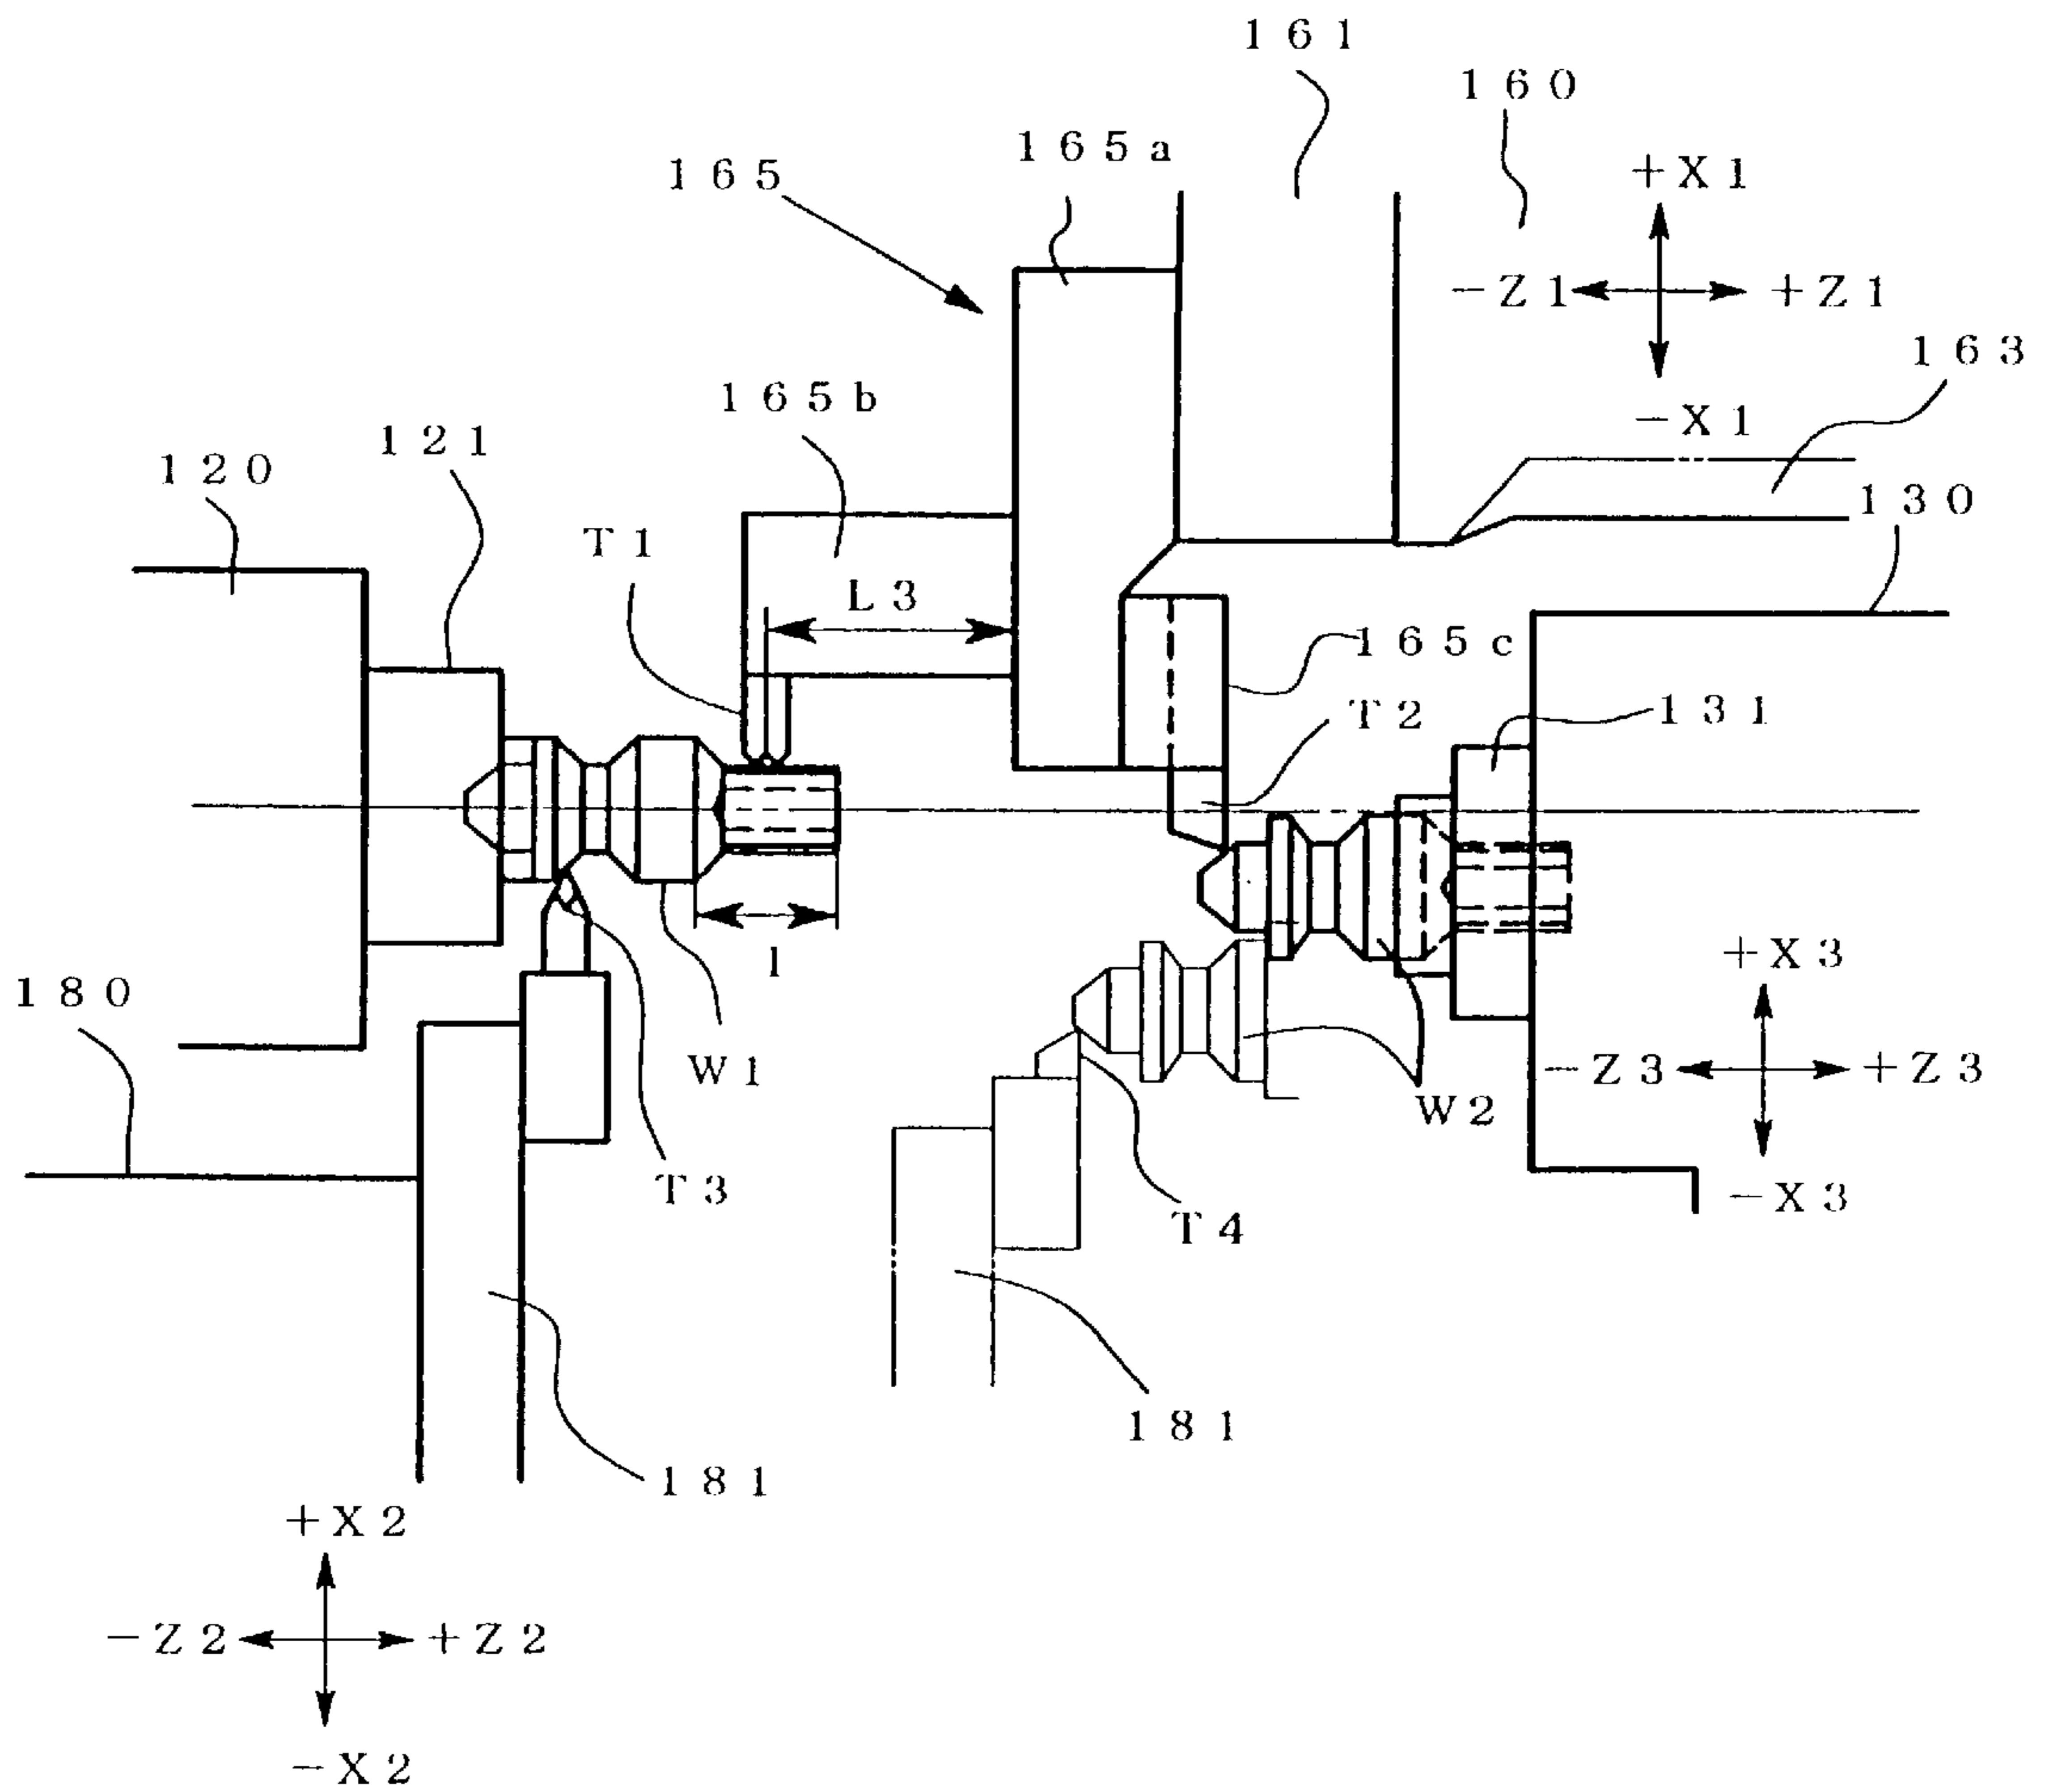 161
160
165a
165
+X1
-Z1
+Z1
163
-X1
165b
121
120
130
T1
L3
165c
T2
131
l
+X3
180
W1
-Z3
+Z3
W2
T3
-X3
T4
181
181
+X2
-Z2
+Z2
-X2